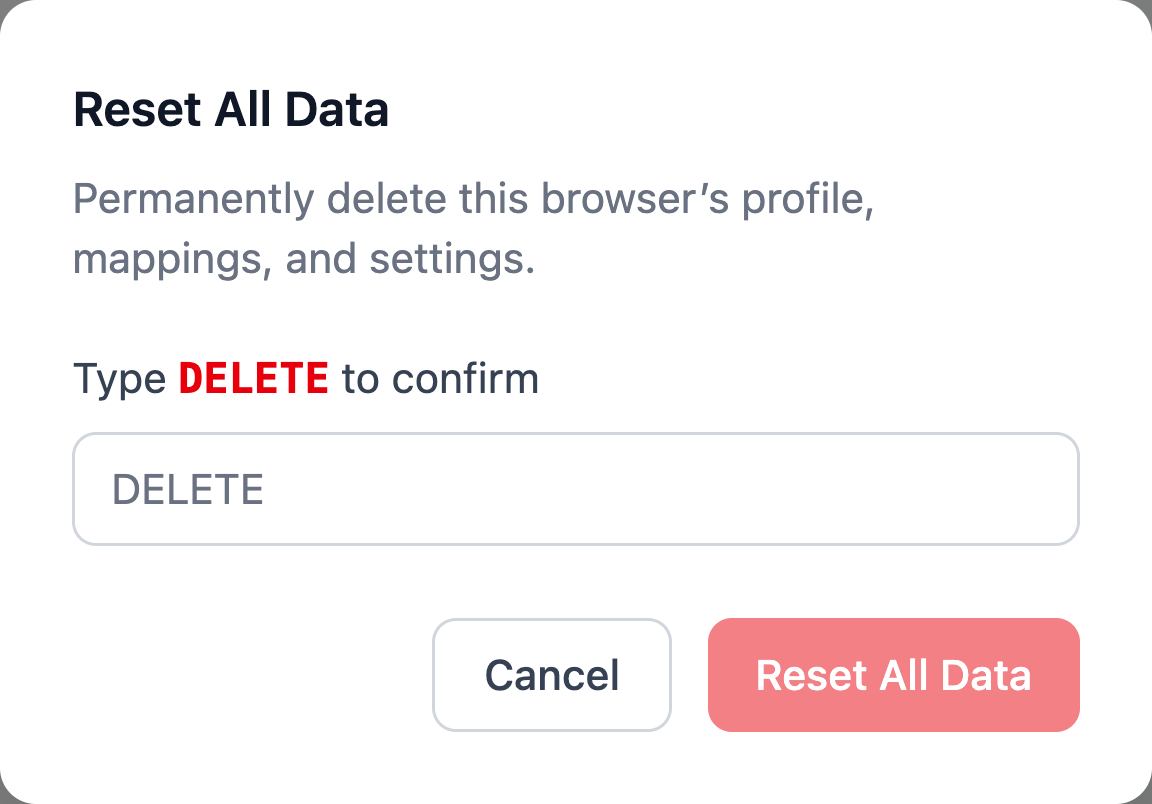 Reset All Data
Permanently delete this browser’s profile,
mappings, and settings.
Type DELETE to confirm
DELETE
Cancel
Reset All Data